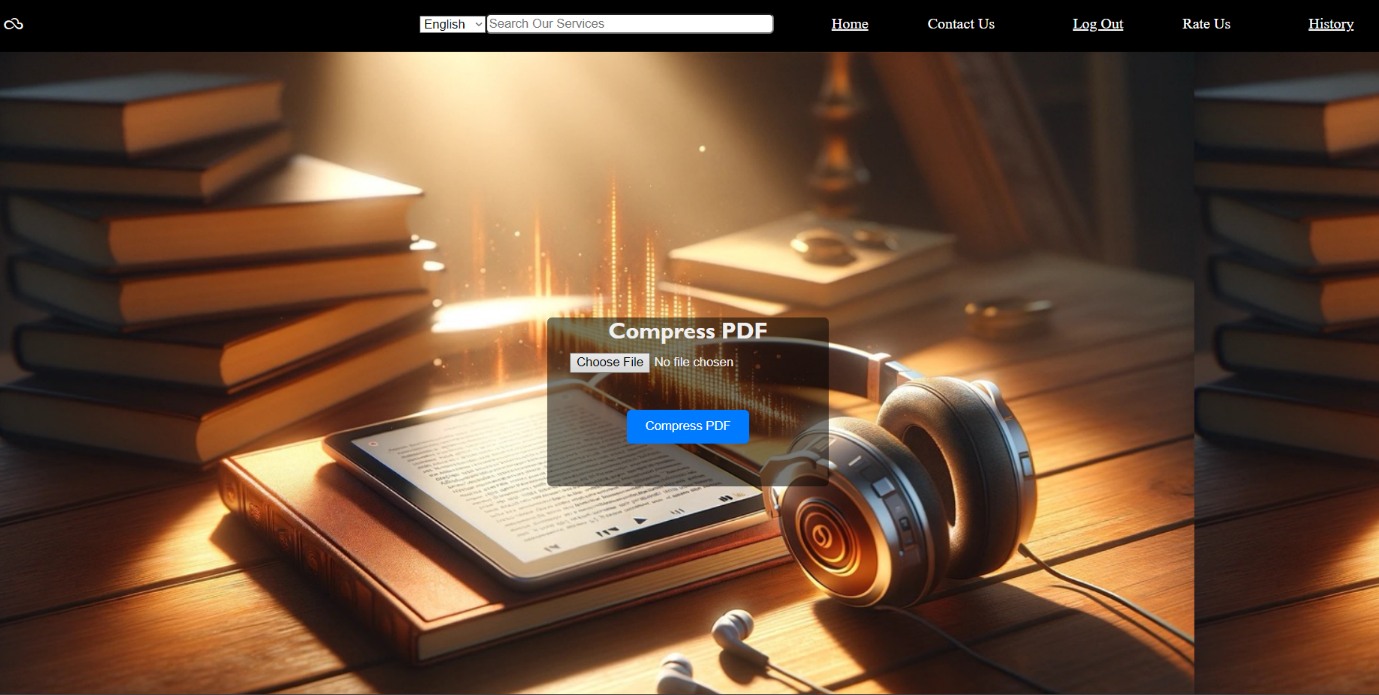 English
Search Our Services
Home
Contact Us
Log Out
Rate Us
History
Compress PDF
Choose File No file chosen
Compress PDF